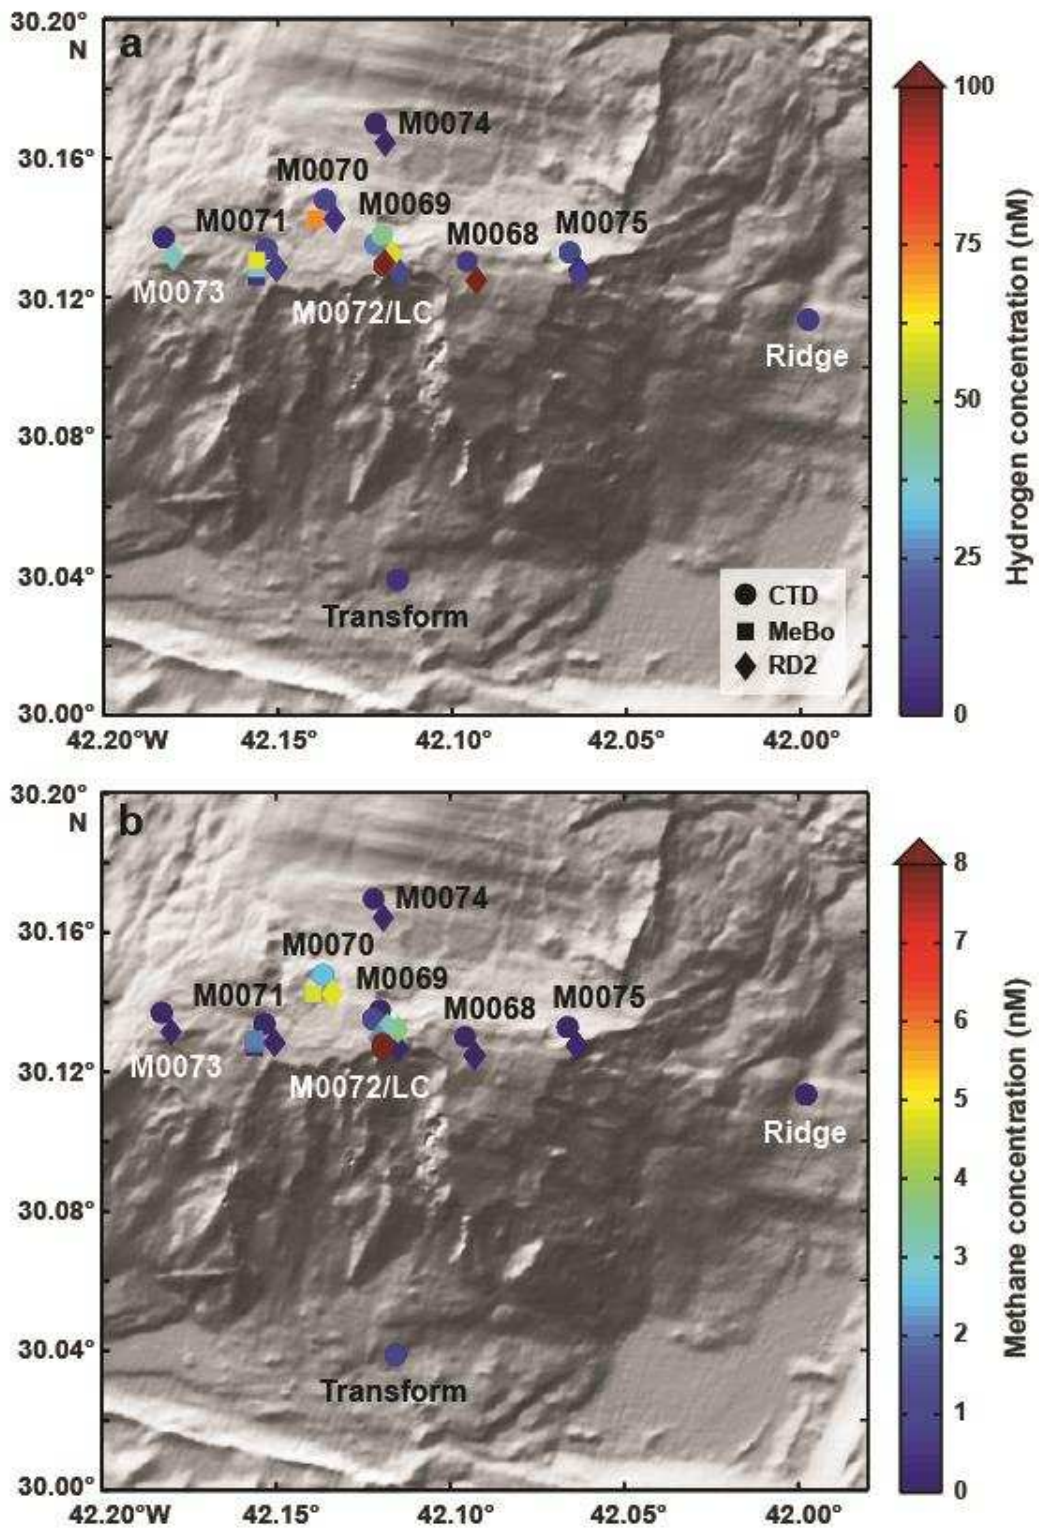 30.20°
N
a
M0074
100
30.16°
M0070
M0071
M0069
M0068
M0075
75
M0073
30.12°
M0072/LC
Ridge
50
30.08°
Hydrogen concentration (nM)
25
30.04°
Transform
CTD
MeBo
RD2
30.00°
0
42.20°W
42.15°
42.10°
42.05°
42.00°
30.20°
N
b
8
M0074
7
30.16°
M0070
M0069
M0071
M0068
M0075
6
M0073
30.12°
M0072/LC
Ridge
5
4
30.08°
3
Methane concentration (nM)
2
30.04°
Transform
1
30.00°
0
42.20°W
42.15°
42.10°
42.05°
42.00°